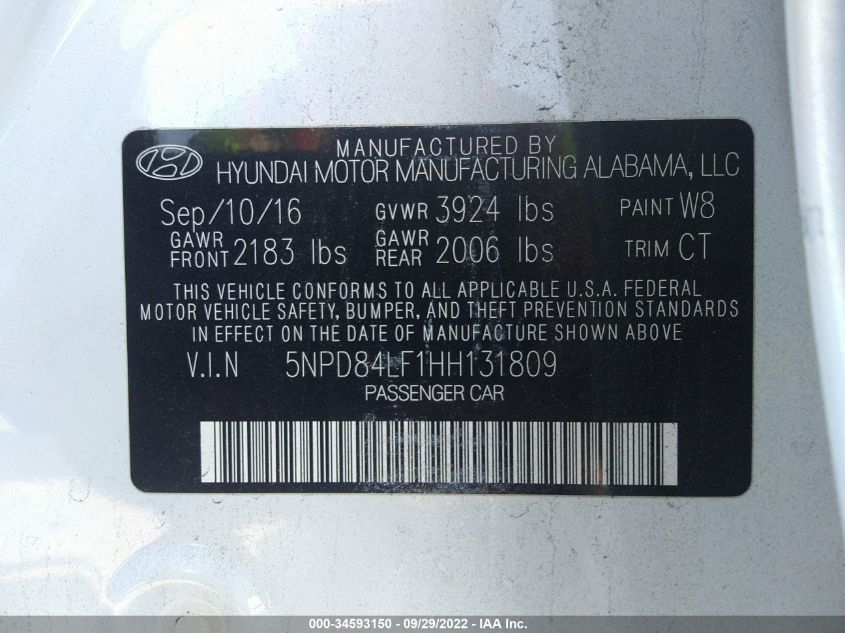 MANUFACTURED BY
HYUNDAI MOTOR MANUFACTURING ALABAMA, LLC
Sep/10/16 GVWR 3924 lbs PAINT W8
GAWR FRONT 2183 lbs GAWR REAR 2006 lbs TRIM CT
THIS VEHICLE CONFORMS TO ALL APPLICABLE U.S.A. FEDERAL
MOTOR VEHICLE SAFETY, BUMPER, AND THEFT PREVENTION STANDARDS
IN EFFECT ON THE DATE OF MANUFACTURE SHOWN ABOVE
V.I.N 5NPD84LF1HH131809
PASSENGER CAR
000-34593150 - 09/29/2022 - IAA Inc.